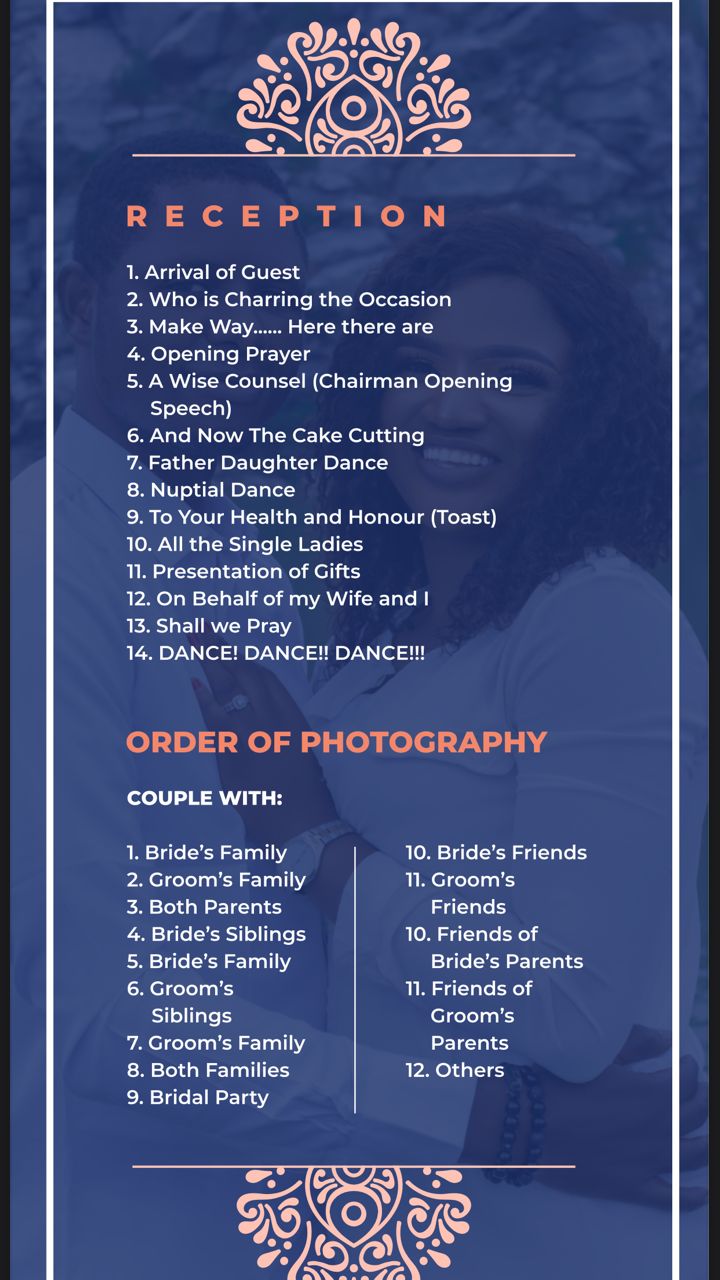 RECEPTION
1. Arrival of Guest
2. Who is Charring the Occasion
3. Make Way...... Here there are
4. Opening Prayer
5. A Wise Counsel (Chairman Opening
Speech)
6. And Now The Cake Cutting
7. Father Daughter Dance
8. Nuptial Dance
9. To Your Health and Honour (Toast)
10. All the Single Ladies
11. Presentation of Gifts
12. On Behalf of my Wife and I
13. Shall we Pray
14. DANCE! DANCE!! DANCE!!!
ORDER OF PHOTOGRAPHY
COUPLE WITH:
1. Bride’s Family
2. Groom’s Family
3. Both Parents
4. Bride’s Siblings
5. Bride’s Family
6. Groom’s
Siblings
7. Groom’s Family
8. Both Families
9. Bridal Party
10. Bride’s Friends
11. Groom’s
Friends
10. Friends of
Bride’s Parents
11. Friends of
Groom’s
Parents
12. Others